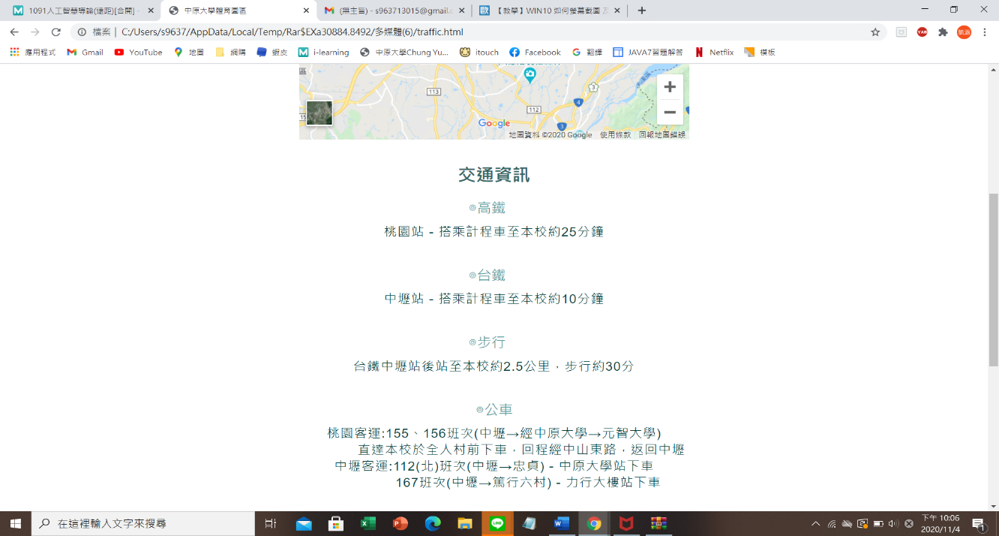 1091人工智慧導論(遠距)[合開] -
中原大學體育園區
(無主旨) - s963713015@gmail.c
【教學】WIN10 如何螢幕截圖 及
檔案 | C:/Users/s9637/AppData/Local/Temp/Rar$EXa30884.8492/多媒體(6)/traffic.html
YAB
凱涵
應用程式 Gmail YouTube 地圖 網購 蝦皮 i-learning 中原大學Chung Yu... itouch Facebook 翻譯 JAVA7習題解答 Netflix 模板
區
113
3
4
112
15
Google
3
地圖資料 ©2020 Google 使用條款 回報地圖錯誤
交通資訊
◎高鐵
桃園站 - 搭乘計程車至本校約25分鐘
◎台鐵
中壢站 - 搭乘計程車至本校約10分鐘
◎步行
台鐵中壢站後站至本校約2.5公里，步行約30分
◎公車
桃園客運:155、156班次(中壢→經中原大學→元智大學)
直達本校於全人村前下車，回程經中山東路，返回中壢
中壢客運:112(北)班次(中壢→忠貞) - 中原大學站下車
167班次(中壢→篤行六村) - 力行大樓站下車
在這裡輸入文字來搜尋
下午 10:06
2020/11/4
1